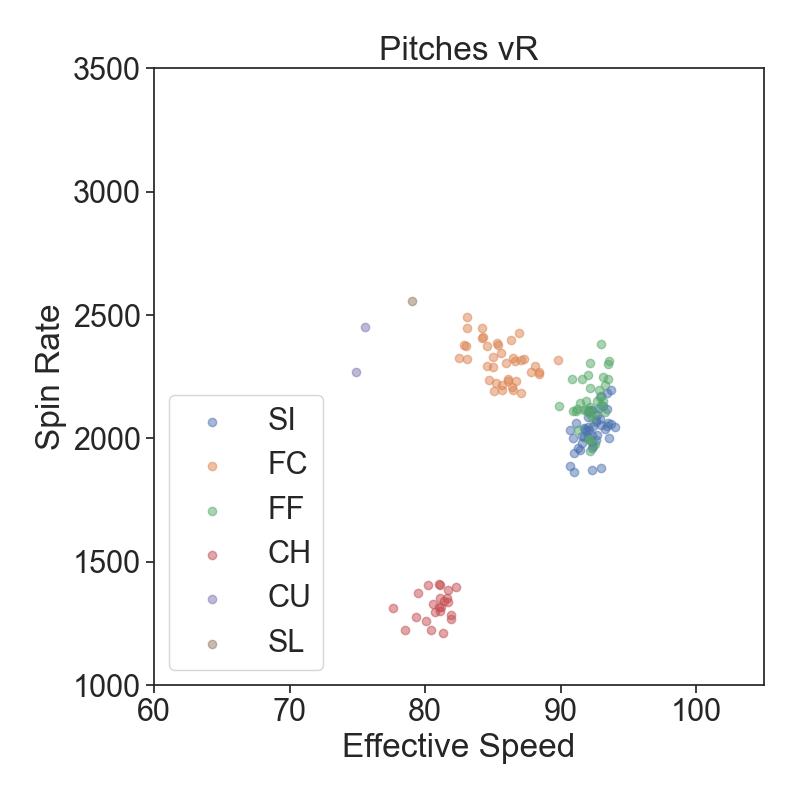 Pitches vR
3500
3000
2500
2000
1500
1000
Spin Rate
SI
FC
FF
CH
CU
SL
60 70 80 90 100
Effective Speed